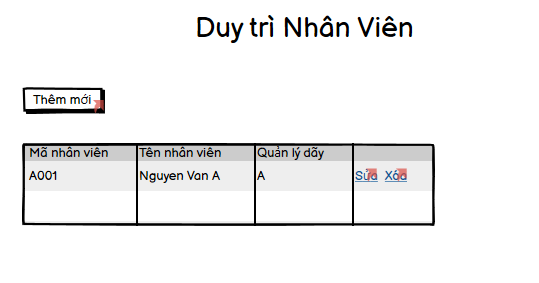 Duy trì Nhân Viên
Thêm mới
Mã nhân viên Tên nhân viên Quản lý dãy
A001 Nguyen Van A A Sửa Xóa